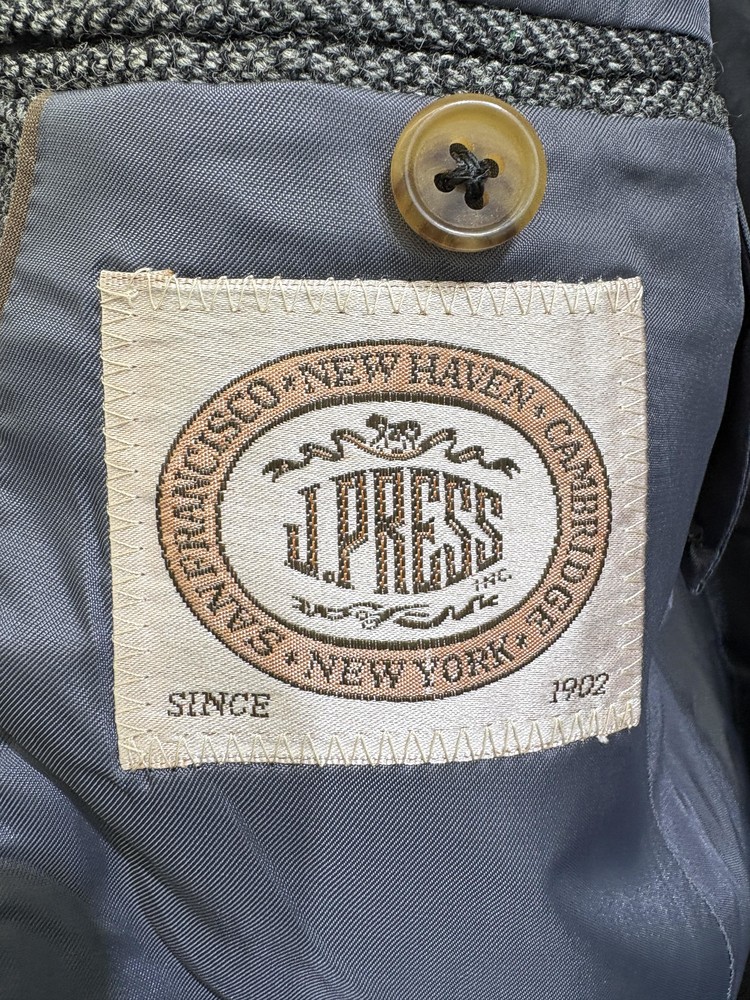 SAN FRANCISCO ★ NEW HAVEN ★ CAMBRIDGE ★ NEW YORK ★
J.PRESS
INC.
SINCE 1902